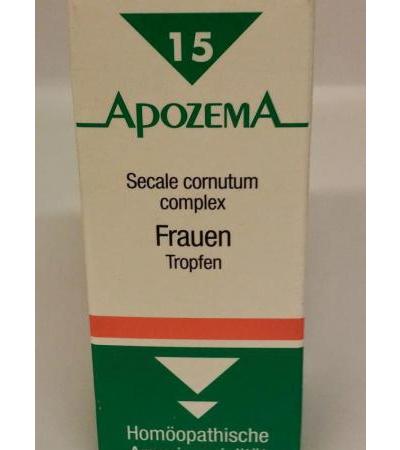 15
APOZEMA
Secale cornutum
complex
Frauen
Tropfen
Homöopathische